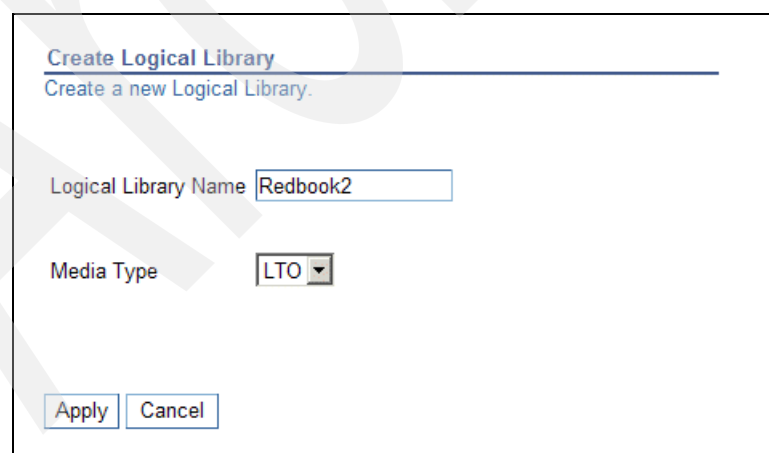 Create Logical Library
Create a new Logical Library.
Logical Library Name Redbook2
Media Type LTO
Apply Cancel